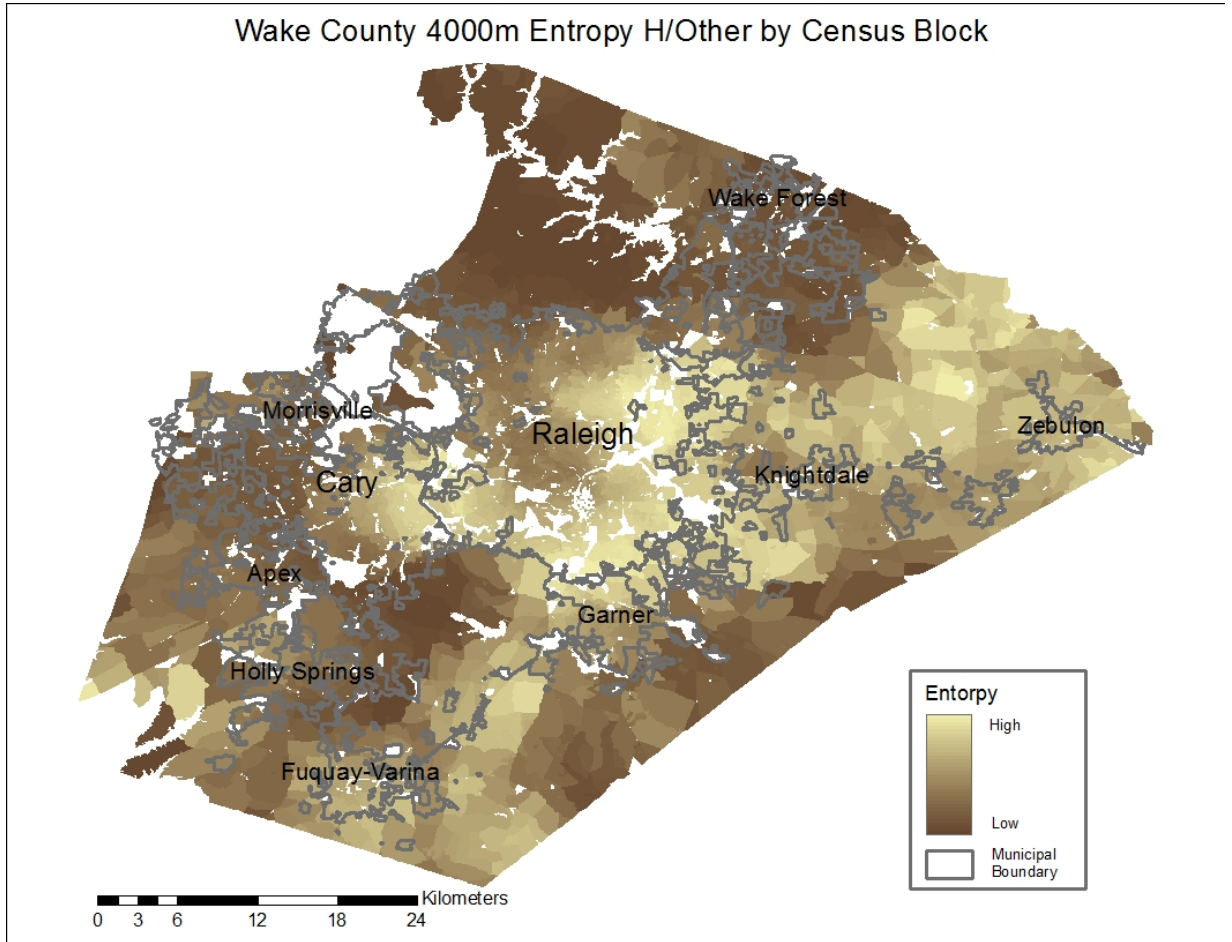 Wake County 4000m Entropy H/Other by Census Block
Wake Forest
Morrisville
Raleigh
Zebulon
Cary
Knightdale
Apex
Garner
Holly Springs
Fuquay-Varina
Entorpy
High
Low
Municipal
Boundary
Kilometers
0 3 6 12 18 24